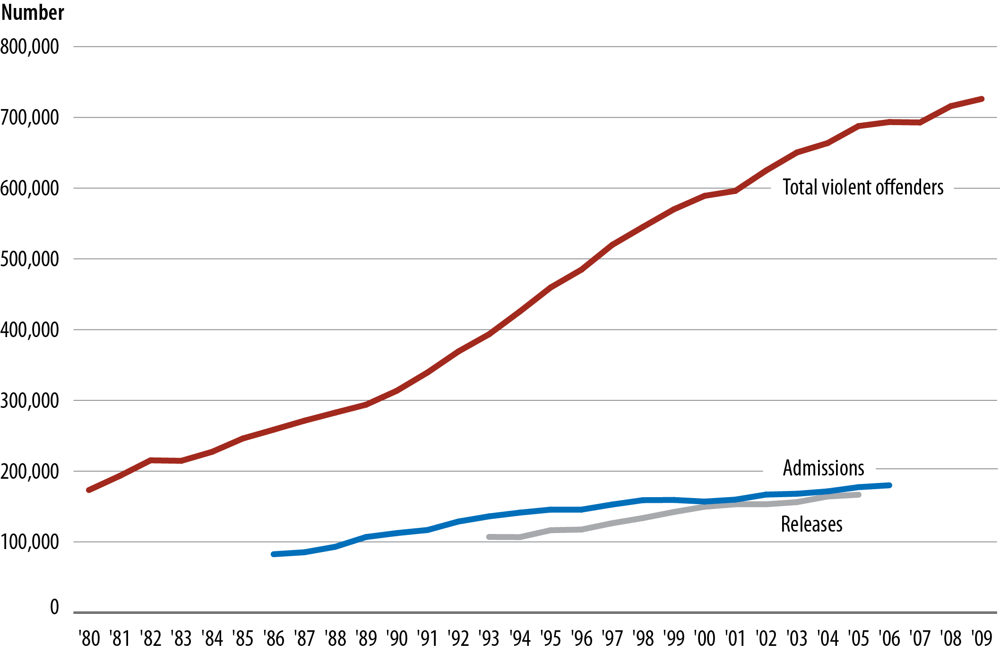 Number
800,000
700,000
600,000
Total violent offenders
500,000
400,000
300,000
200,000
Admissions
Releases
100,000
0
'80 '81 '82 '83 '84 '85 '86 '87 '88 '89 '90 '91 '92 '93 '94 '95 '96 '97 '98 '99 '00 '01 '02 '03 '04 '05 '06 '07 '08 '09